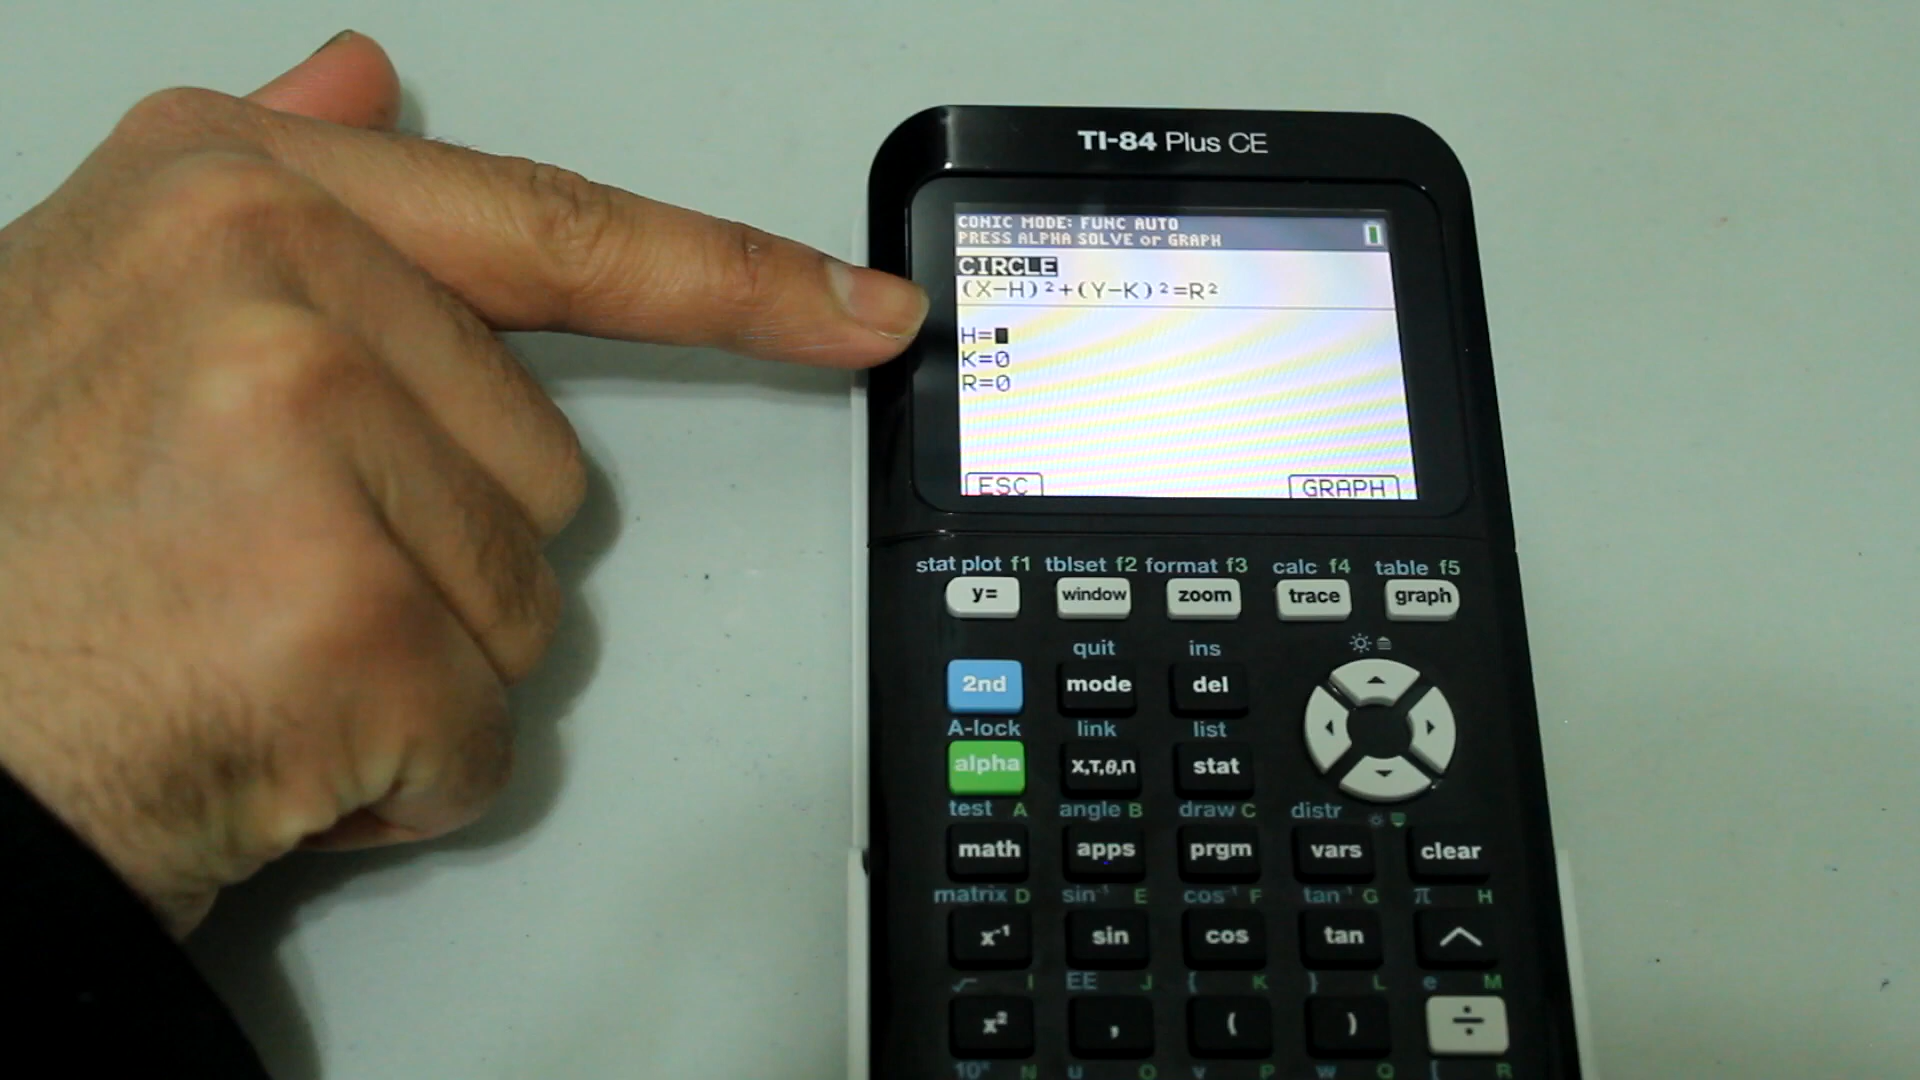 TI-84 Plus CE
CONIC MODE: FUNC AUTO
PRESS ALPHA SOLVE or GRAPH
CIRCLE
(X-H)²+(Y-K)²=R²
H=
K=0
R=0
ESC GRAPH
stat plot f1 tblset f2 format f3 calc f4 table f5
y= window zoom trace graph
quit ins
2nd mode del
A-lock link list
alpha x,T,θ,n stat
test A angle B draw C distr
math apps prgm vars clear
matrix D sin⁻¹ E cos⁻¹ F tan⁻¹ G π H
x⁻¹ sin cos tan ^
√ I EE J { K } L e M
x² , ( ) ÷
10ˣ N u O v P w Q [ R